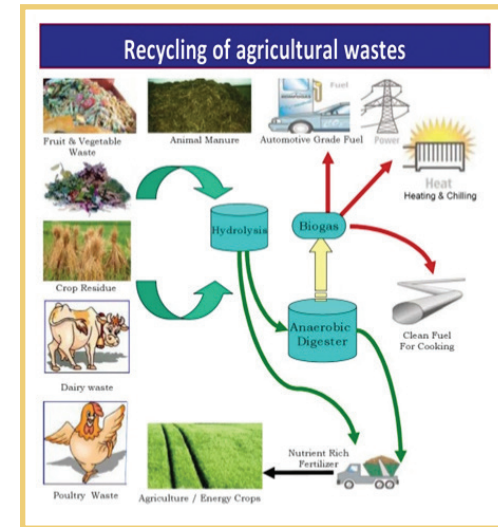 Recycling of agricultural wastes
Fruit & Vegetable
Waste
Animal Manure
Fuel
Automotive Grade Fuel
Power
Heat
Heating & Chilling
Hydrolysis
Biogas
Crop Residue
Anaerobic
Digester
Clean Fuel
For Cooking
Dairy waste
Nutrient Rich
Fertilizer
Poultry Waste
Agriculture / Energy Crops